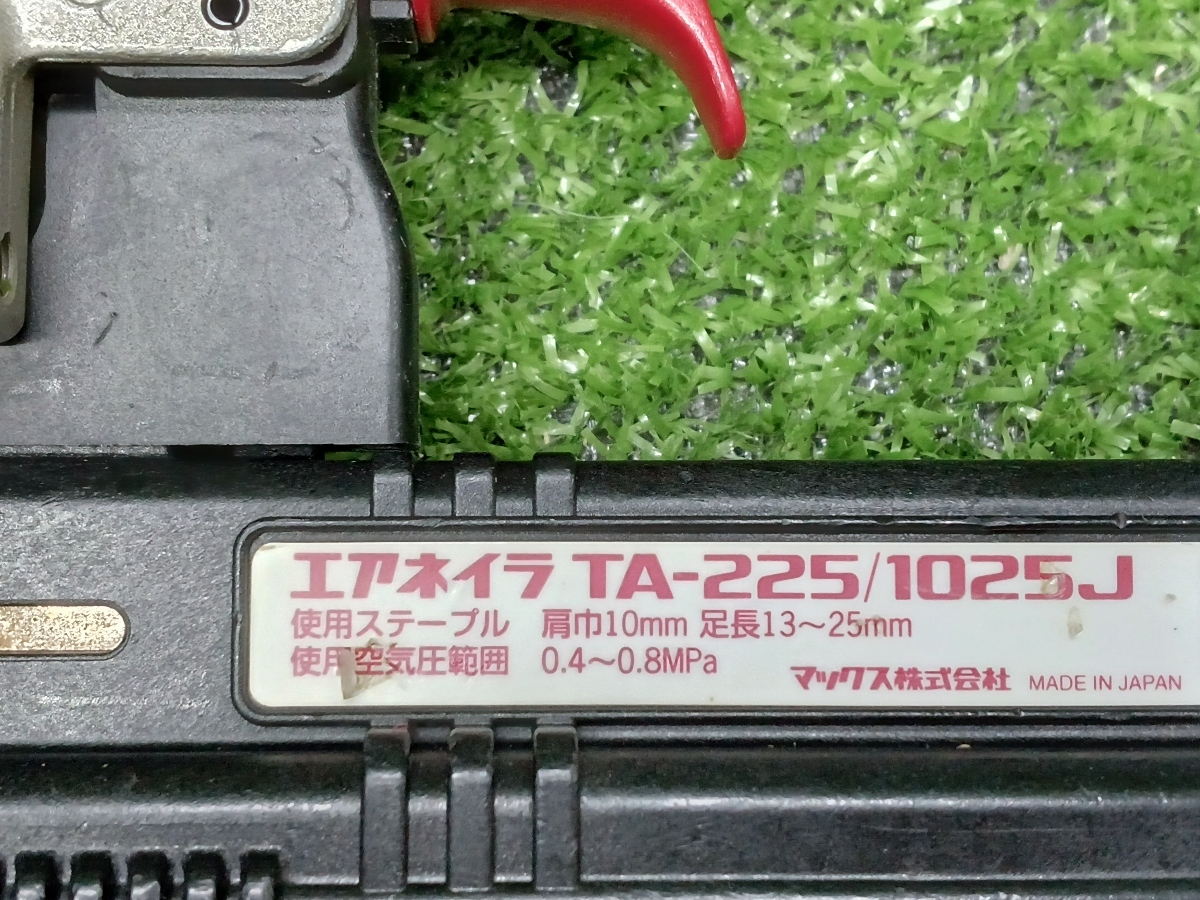 エアネイラ TA-225/1025J
使用ステープル 肩巾10mm 足長13～25mm
使用空気圧範囲 0.4～0.8MPa
マックス株式会社 MADE IN JAPAN